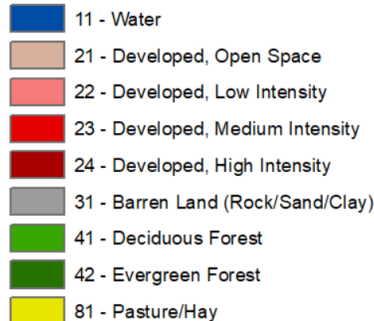 11 - Water
21 - Developed, Open Space
22 - Developed, Low Intensity
23 - Developed, Medium Intensity
24 - Developed, High Intensity
31 - Barren Land (Rock/Sand/Clay)
41 - Deciduous Forest
42 - Evergreen Forest
81 - Pasture/Hay